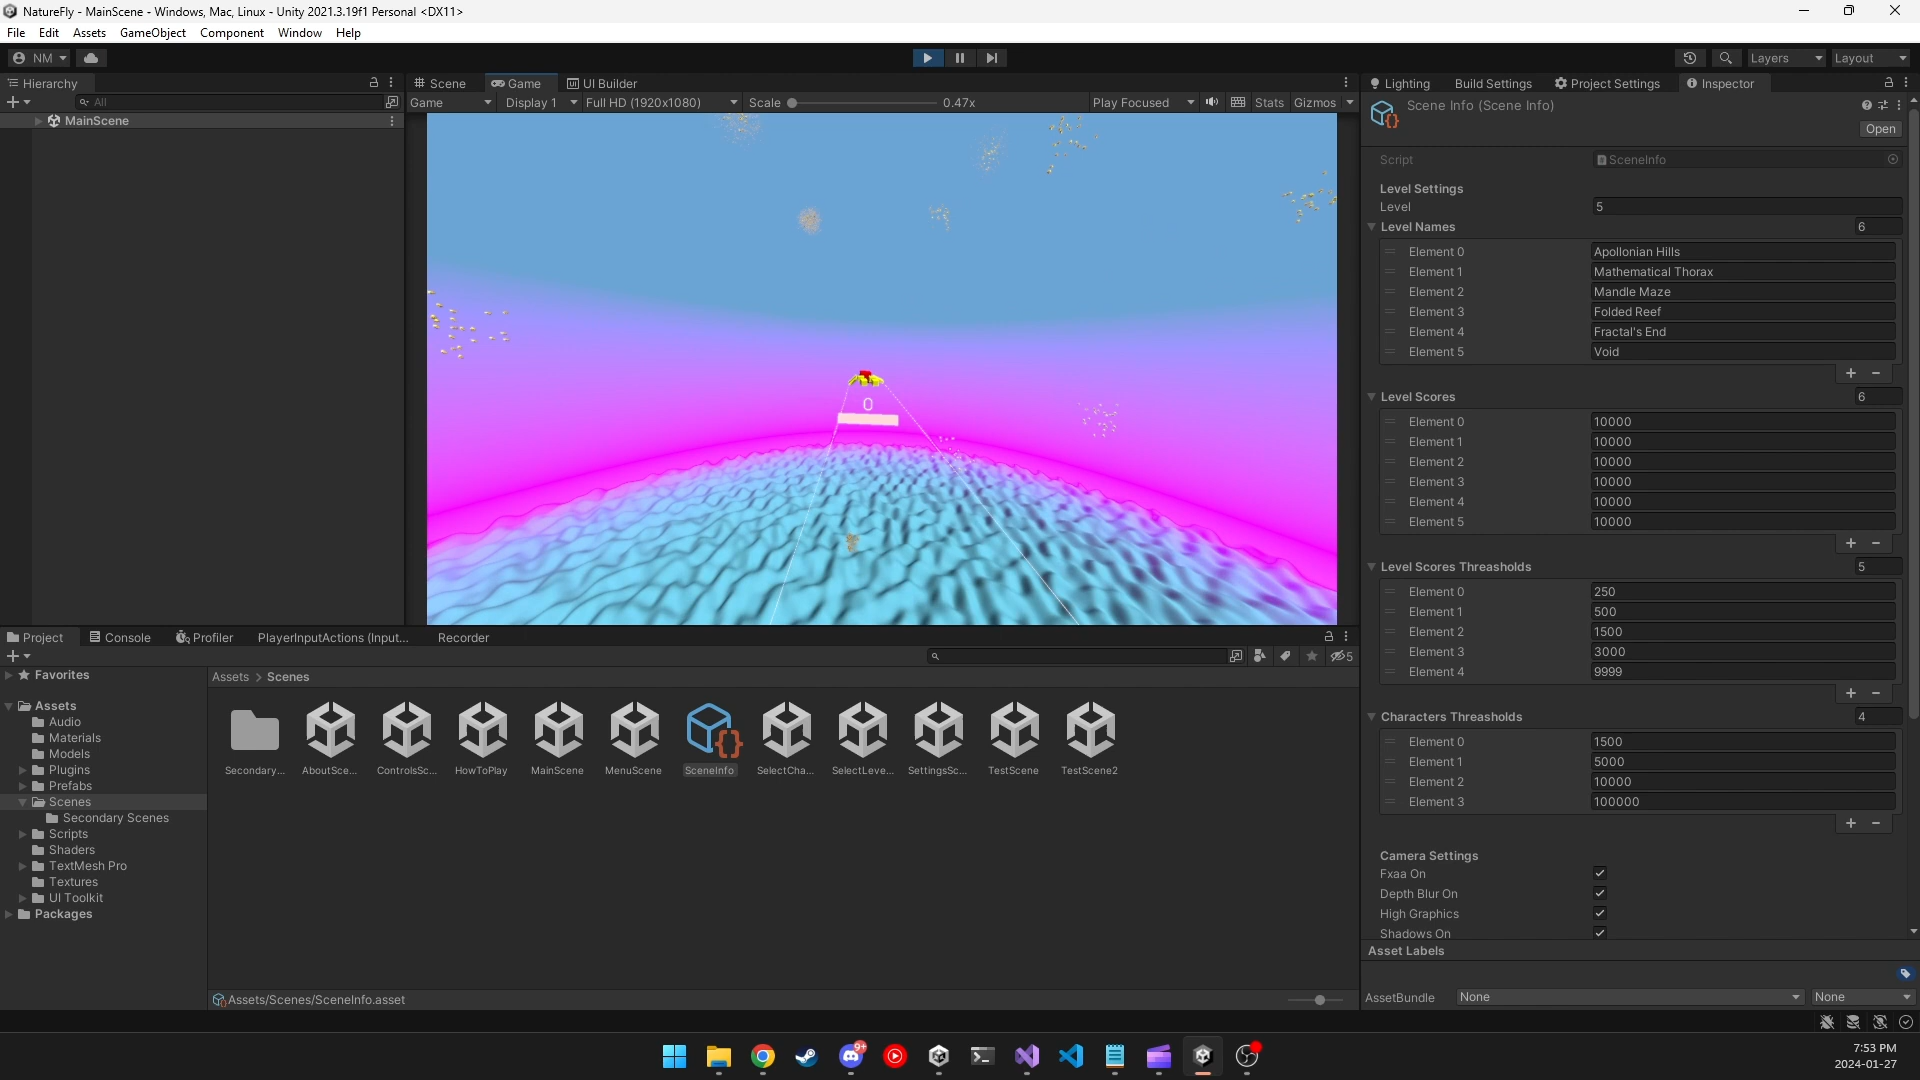 NatureFly - MainScene - Windows, Mac, Linux - Unity 2021.3.19f1 Personal <DX11>
File Edit Assets GameObject Component Window Help
NM Layers Layout
Hierarchy
All
MainScene
Scene Game UI Builder
Game Display 1 Full HD (1920x1080) Scale 0.47x Play Focused Stats Gizmos
0
Lighting Build Settings Project Settings Inspector
Scene Info (Scene Info)
Open
Script SceneInfo
Level Settings
Level 5
Level Names 6
Element 0 Apollonian Hills
Element 1 Mathematical Thorax
Element 2 Mandle Maze
Element 3 Folded Reef
Element 4 Fractal's End
Element 5 Void
Level Scores 6
Element 0 10000
Element 1 10000
Element 2 10000
Element 3 10000
Element 4 10000
Element 5 10000
Level Scores Threasholds 5
Element 0 250
Element 1 500
Element 2 1500
Element 3 3000
Element 4 9999
Characters Threasholds 4
Element 0 1500
Element 1 5000
Element 2 10000
Element 3 100000
Camera Settings
Fxaa On
Depth Blur On
High Graphics
Shadows On
Asset Labels
AssetBundle None None
Project Console Profiler PlayerInputActions (Input... Recorder
5
Favorites
Assets
Audio
Materials
Models
Plugins
Prefabs
Scenes
Secondary Scenes
Scripts
Shaders
TextMesh Pro
Textures
UI Toolkit
Packages
Assets > Scenes
Secondary... AboutSce... ControlsSc... HowToPlay MainScene MenuScene SceneInfo SelectCha... SelectLeve... SettingsSc... TestScene TestScene2
Assets/Scenes/SceneInfo.asset
9+
7:53 PM
2024-01-27